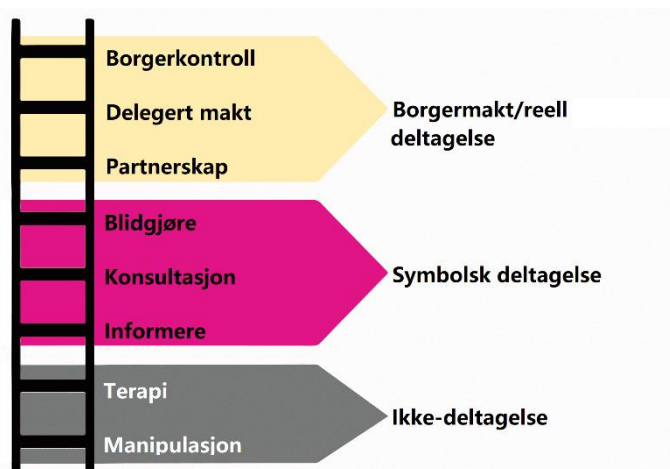 Borgerkontroll
Delegert makt
Partnerskap
Borgermakt/reell
deltagelse
Blidgjøre
Konsultasjon
Informere
Symbolsk deltagelse
Terapi
Manipulasjon
Ikke-deltagelse